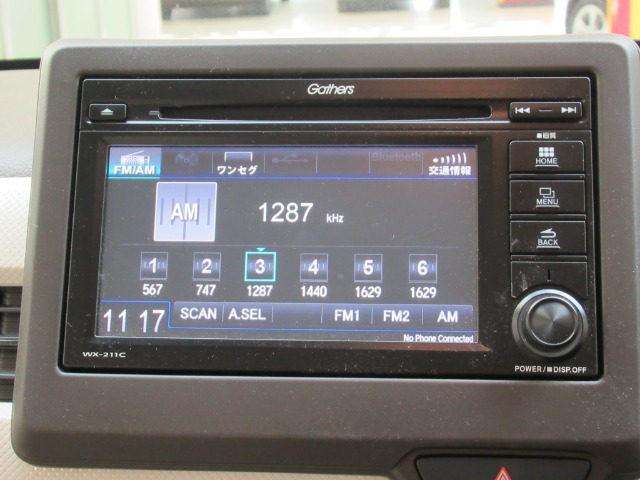 Gathers
画質
HOME
MENU
BACK
FM/AM
ワンセグ
Bluetooth
交通情報
AM
1287 kHz
1 2 3 4 5 6
567 747 1287 1440 1629 1629
11 17
SCAN A.SEL FM1 FM2 AM
No Phone Connected
WX-211C
POWER/ DISP.OFF